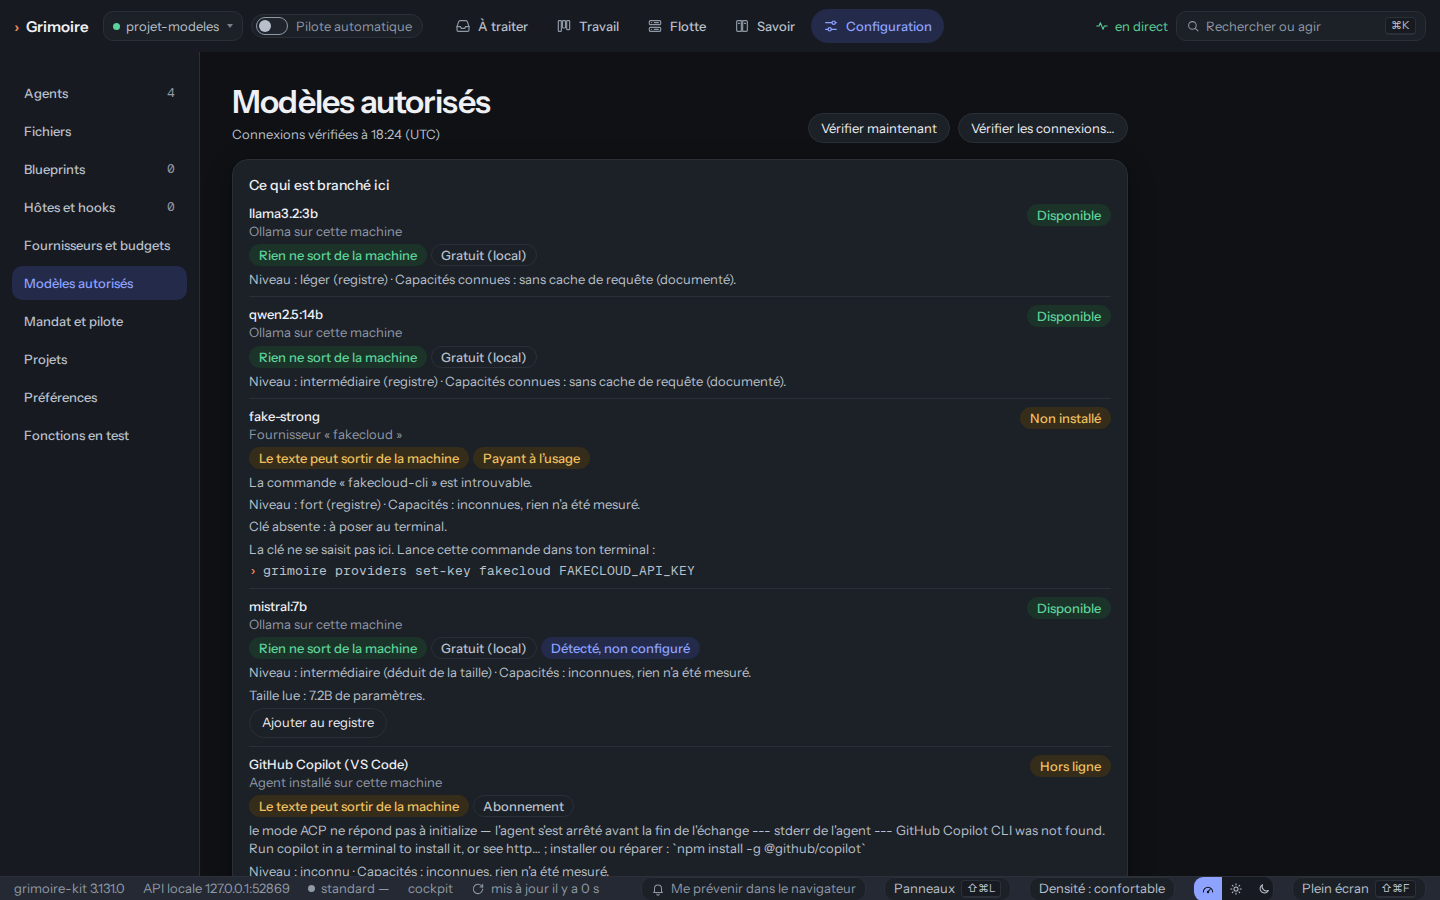 › Grimoire
projet-modeles
Pilote automatique
À traiter
Travail
Flotte
Savoir
Configuration
en direct
Rechercher ou agir
⌘K
Agents 4
Fichiers
Blueprints 0
Hôtes et hooks 0
Fournisseurs et budgets
Modèles autorisés
Mandat et pilote
Projets
Préférences
Fonctions en test
Modèles autorisés
Connexions vérifiées à 18:24 (UTC)
Vérifier maintenant
Vérifier les connexions…
Ce qui est branché ici
llama3.2:3b
Disponible
Ollama sur cette machine
Rien ne sort de la machine
Gratuit (local)
Niveau : léger (registre) · Capacités connues : sans cache de requête (documenté).
qwen2.5:14b
Disponible
Ollama sur cette machine
Rien ne sort de la machine
Gratuit (local)
Niveau : intermédiaire (registre) · Capacités connues : sans cache de requête (documenté).
fake-strong
Non installé
Fournisseur « fakecloud »
Le texte peut sortir de la machine
Payant à l’usage
La commande « fakecloud-cli » est introuvable.
Niveau : fort (registre) · Capacités : inconnues, rien n’a été mesuré.
Clé absente : à poser au terminal.
La clé ne se saisit pas ici. Lance cette commande dans ton terminal :
› grimoire providers set-key fakecloud FAKECLOUD_API_KEY
mistral:7b
Disponible
Ollama sur cette machine
Rien ne sort de la machine
Gratuit (local)
Détecté, non configuré
Niveau : intermédiaire (déduit de la taille) · Capacités : inconnues, rien n’a été mesuré.
Taille lue : 7.2B de paramètres.
Ajouter au registre
GitHub Copilot (VS Code)
Hors ligne
Agent installé sur cette machine
Le texte peut sortir de la machine
Abonnement
le mode ACP ne répond pas à initialize — l’agent s’est arrêté avant la fin de l’échange --- stderr de l’agent --- GitHub Copilot CLI was not found.
Run copilot in a terminal to install it, or see http… ; installer ou réparer : `npm install -g @github/copilot`
Niveau : inconnu · Capacités : inconnues, rien n’a été mesuré.
grimoire-kit 3.131.0
API locale 127.0.0.1:52869
standard —
cockpit
mis à jour il y a 0 s
Me prévenir dans le navigateur
Panneaux ⇧⌘L
Densité : confortable
Plein écran ⇧⌘F